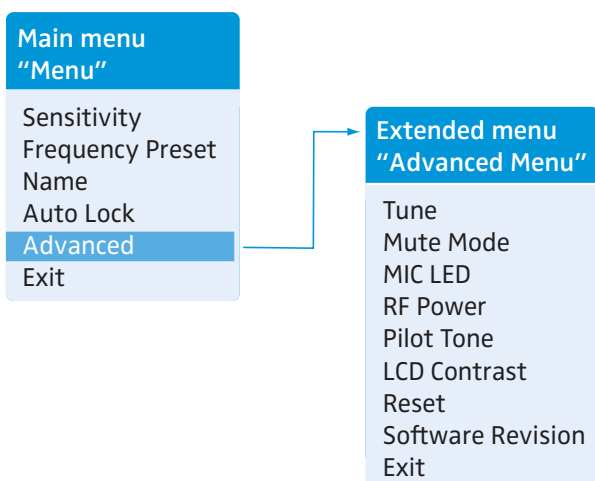 Main menu
“Menu”
Sensitivity
Frequency Preset
Name
Auto Lock
Advanced
Exit
Extended menu
“Advanced Menu”
Tune
Mute Mode
MIC LED
RF Power
Pilot Tone
LCD Contrast
Reset
Software Revision
Exit